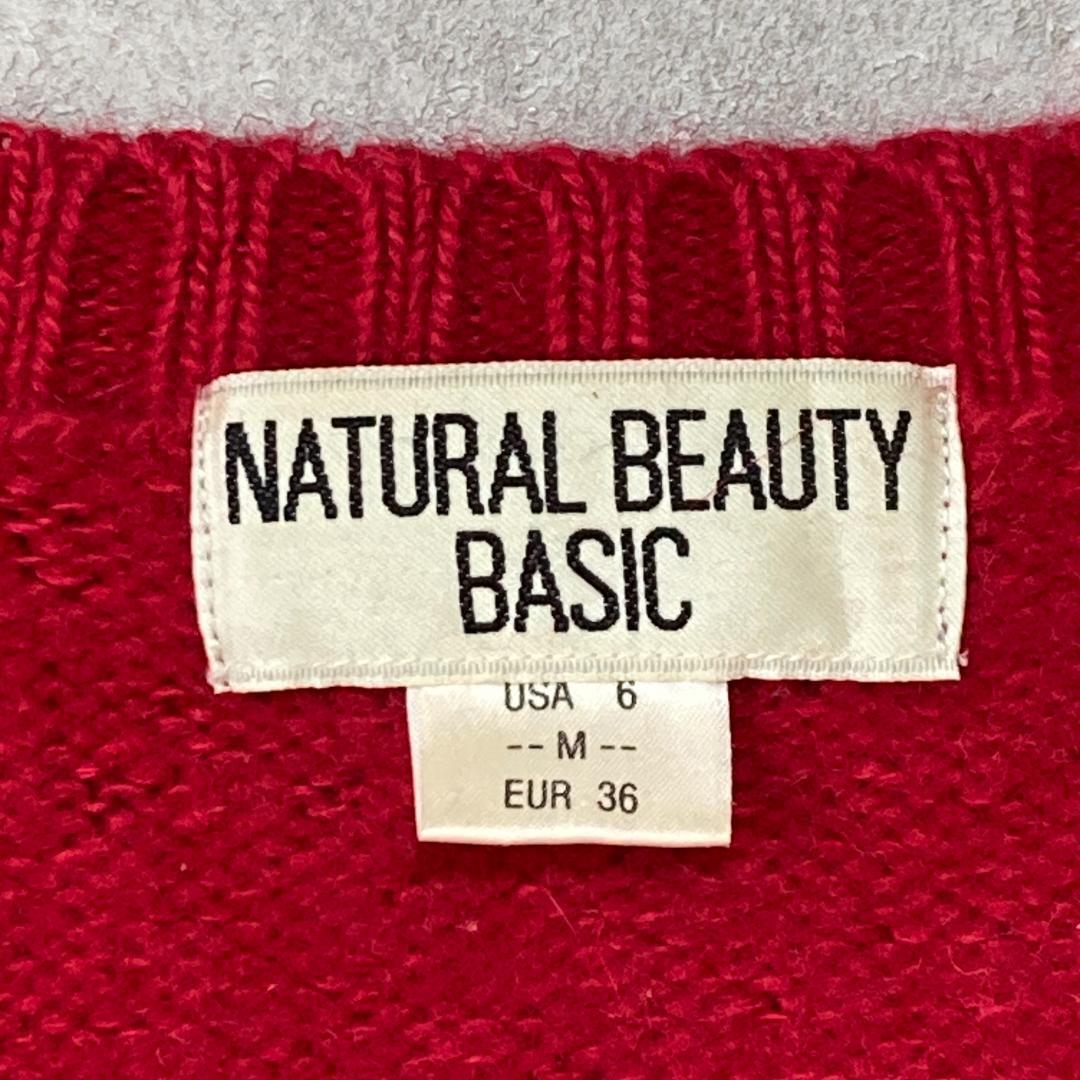 NATURAL BEAUTY
BASIC
USA 6
-- M --
EUR 36